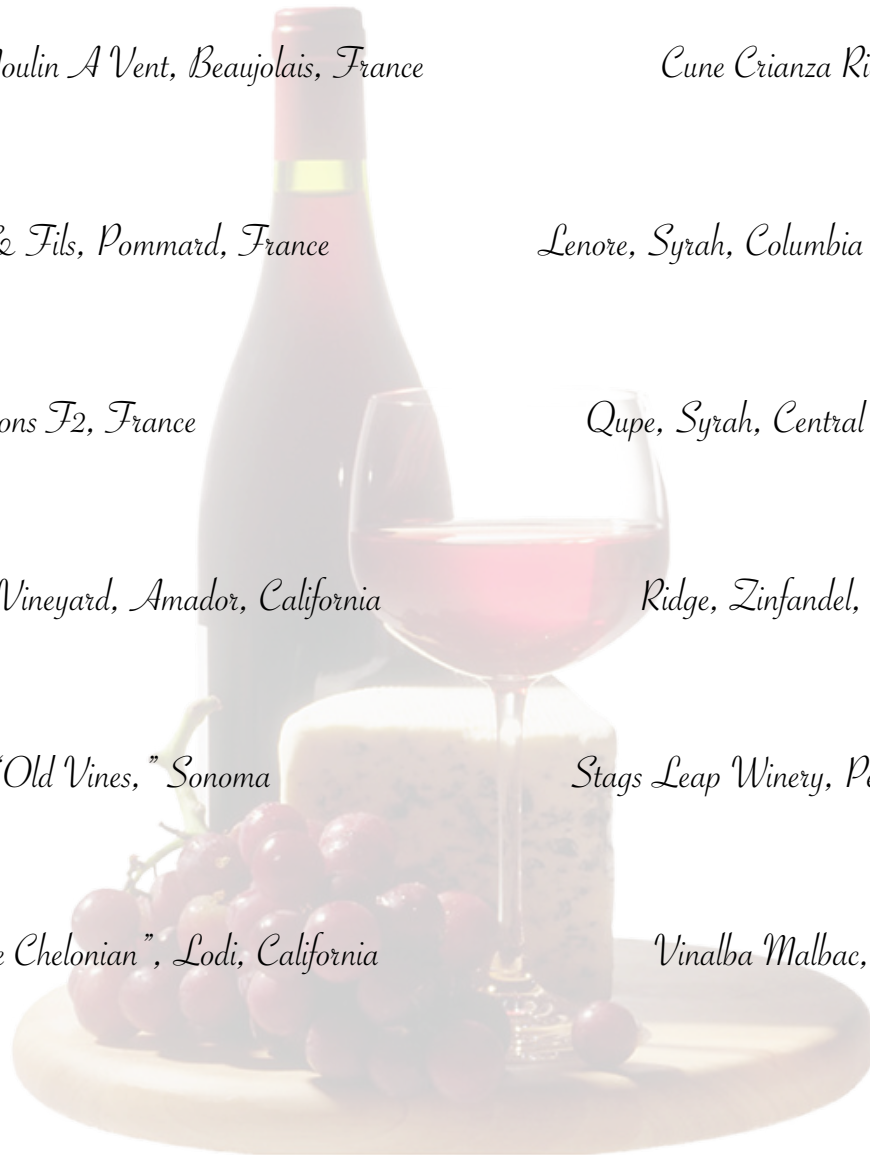 oulin A Vent, Beaujolais, France
Cune Crianza Ri
& Fils, Pommard, France
Lenore, Syrah, Columbia
ons F2, France
Qupe, Syrah, Central
Vineyard, Amador, California
Ridge, Zinfandel,
“Old Vines,” Sonoma
Stags Leap Winery, Pe
e Chelonian”, Lodi, California
Vinalba Malbac,